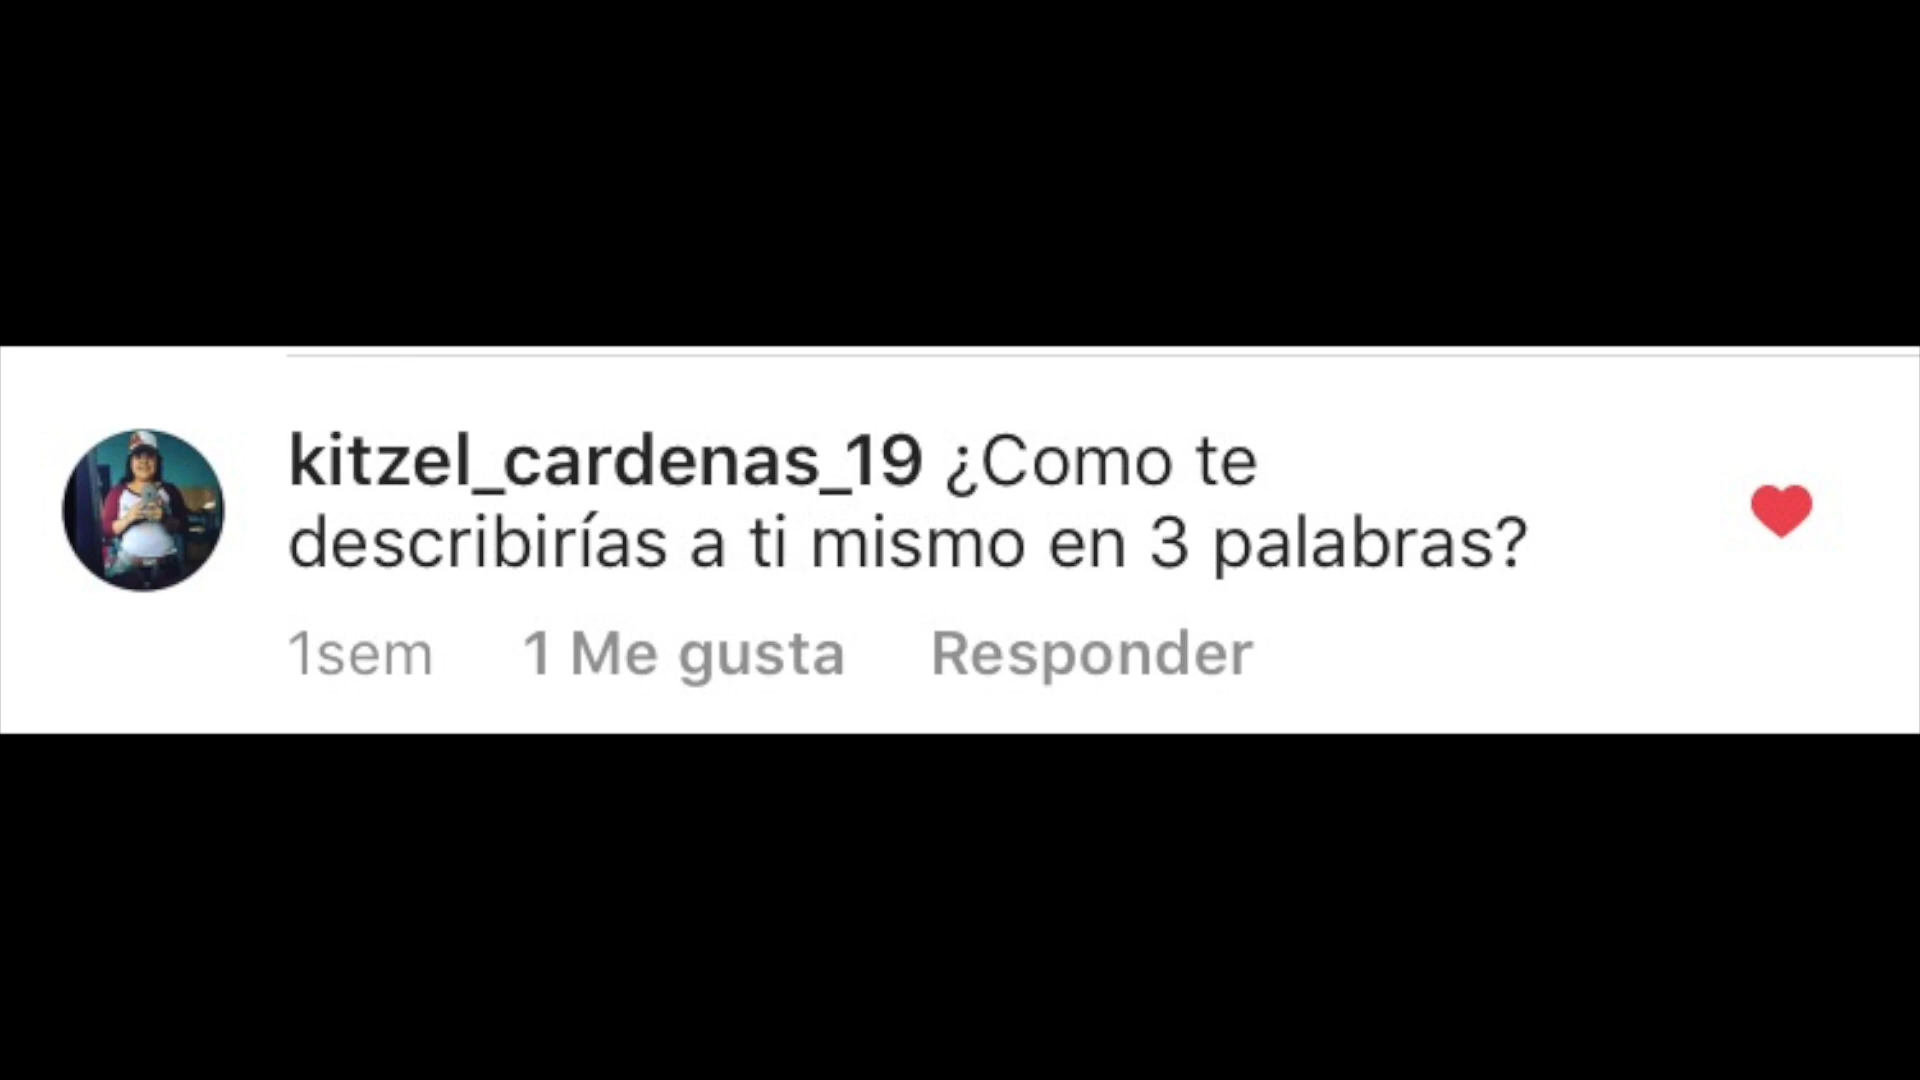 kitzel_cardenas_19 ¿Como te
describirías a ti mismo en 3 palabras?
1sem 1 Me gusta Responder